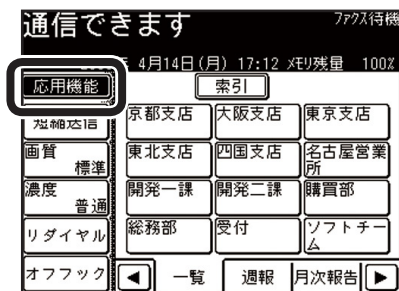 通信できます
ファクス待機
4月14日(月) 17:12 メモリ残量 100%
応用機能
索引
短縮送信
京都支店
大阪支店
東京支店
画質
標準
東北支店
四国支店
名古屋営業
所
濃度
普通
開発一課
開発二課
購買部
リダイヤル
総務部
受付
ソフトチー
ム
オフフック
一覧
週報
月次報告